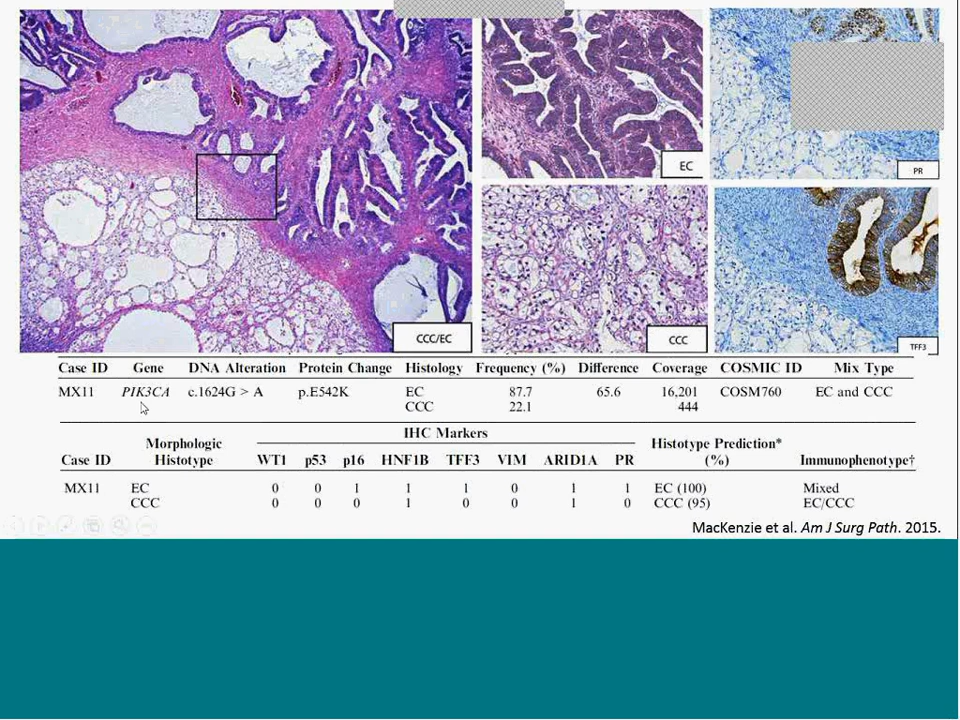 EC
PR
CCC/EC
CCC
TFF3
Case ID Gene DNA Alteration Protein Change Histology Frequency (%) Difference Coverage COSMIC ID Mix Type
MX11 PIK3CA c.1624G > A p.E542K EC 87.7 65.6 16,201 COSM760 EC and CCC
CCC 22.1 444
IHC Markers
Morphologic Histotype Prediction*
Case ID Histotype WT1 p53 p16 HNF1B TFF3 VIM ARID1A PR (%) Immunophenotype†
MX11 EC 0 0 1 1 1 0 1 1 EC (100) Mixed
CCC 0 0 0 1 0 0 1 0 CCC (95) EC/CCC
MacKenzie et al. Am J Surg Path. 2015.